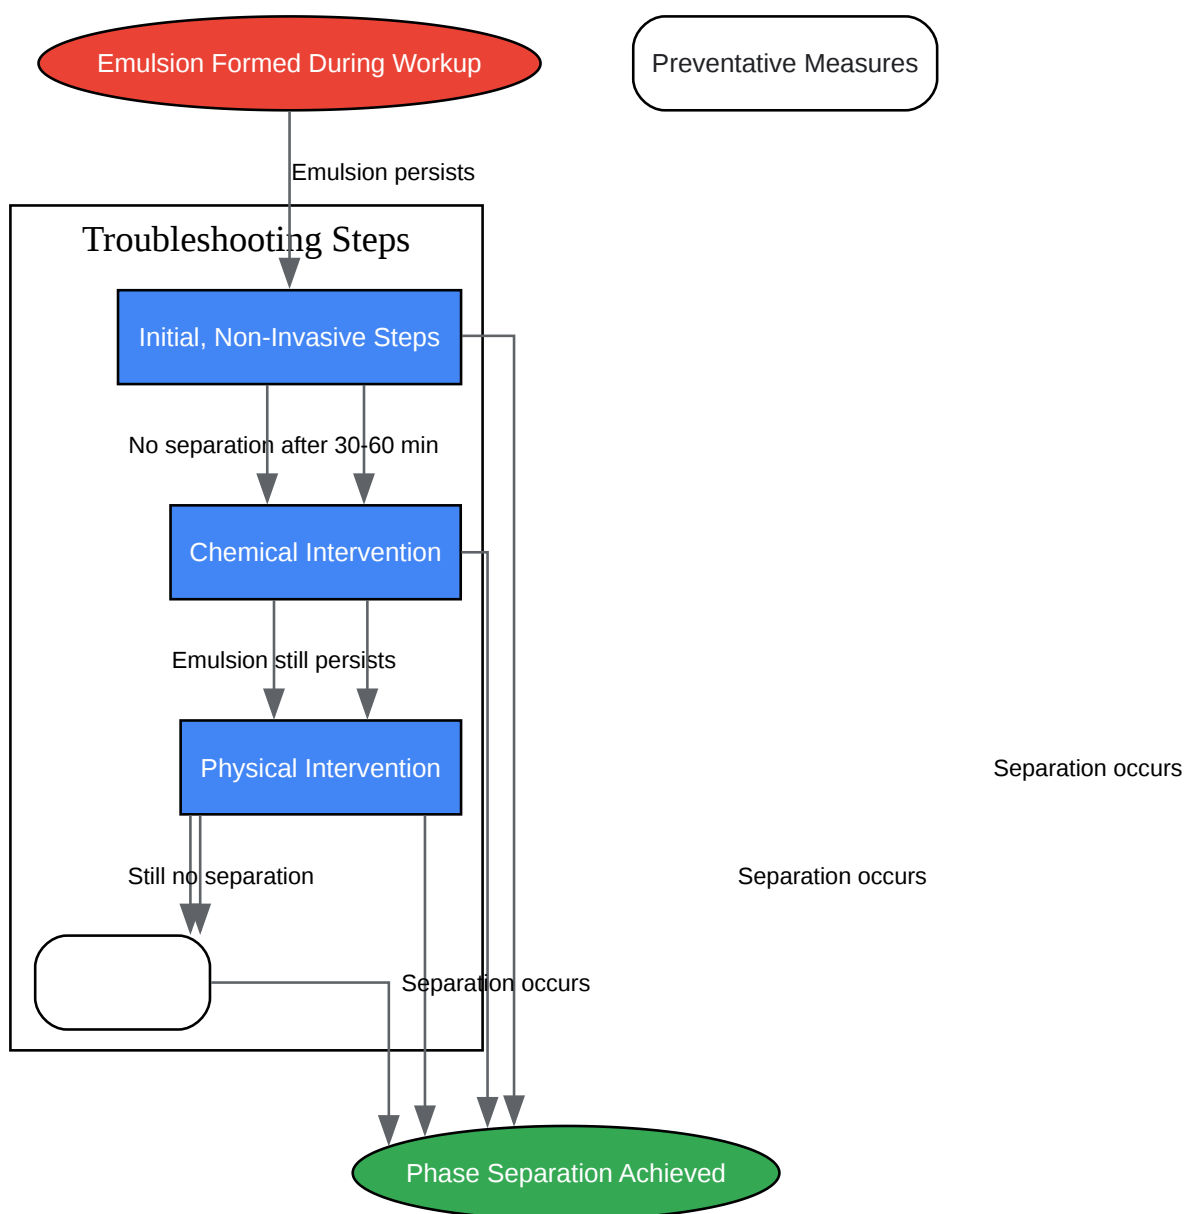 Emulsion Formed During Workup
Preventative Measures
Emulsion persists
Troubleshooting Steps
Initial, Non-Invasive Steps
No separation after 30-60 min
Chemical Intervention
Emulsion still persists
Physical Intervention
Separation occurs
Still no separation
Separation occurs
Separation occurs
Phase Separation Achieved